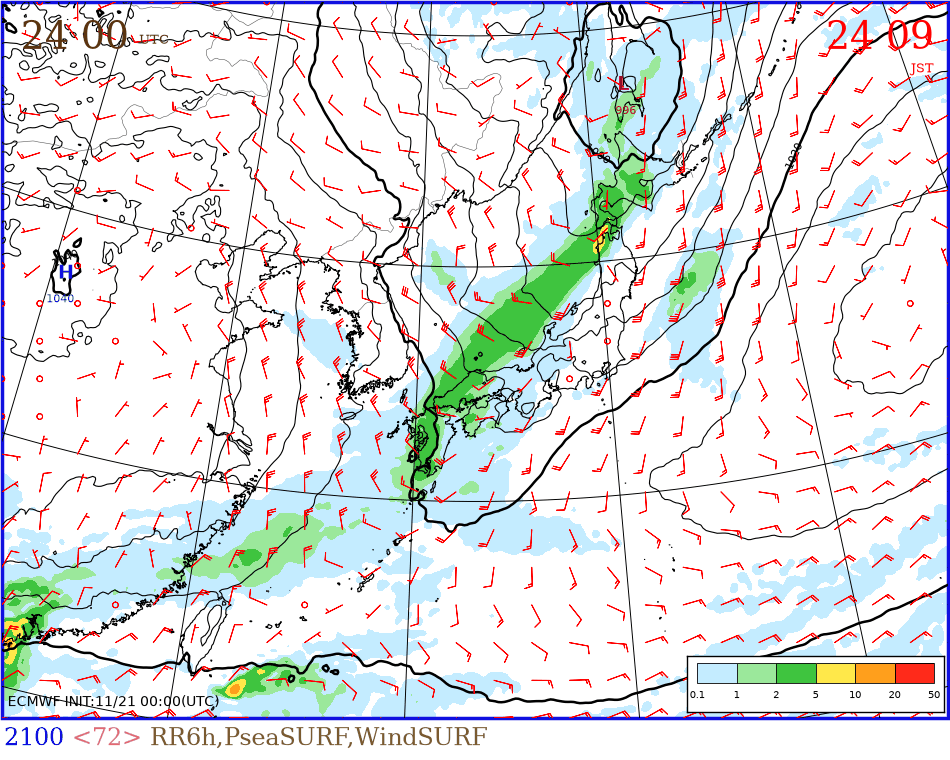 24 00 UTC
24 09
JST
L
996
H
1040
ECMWF INIT:11/21 00:00(UTC)
0.1 1 2 5 10 20 50
2100 <72> RR6h,PseaSURF,WindSURF